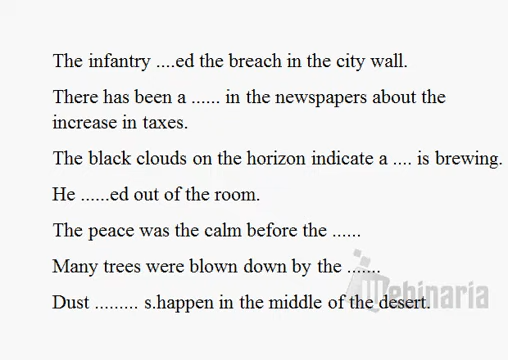 The infantry ....ed the breach in the city wall.
There has been a ...... in the newspapers about the
increase in taxes.
The black clouds on the horizon indicate a .... is brewing.
He ......ed out of the room.
The peace was the calm before the ......
Many trees were blown down by the .......
Dust ......... s.happen in the middle of the desert.
Webinaria